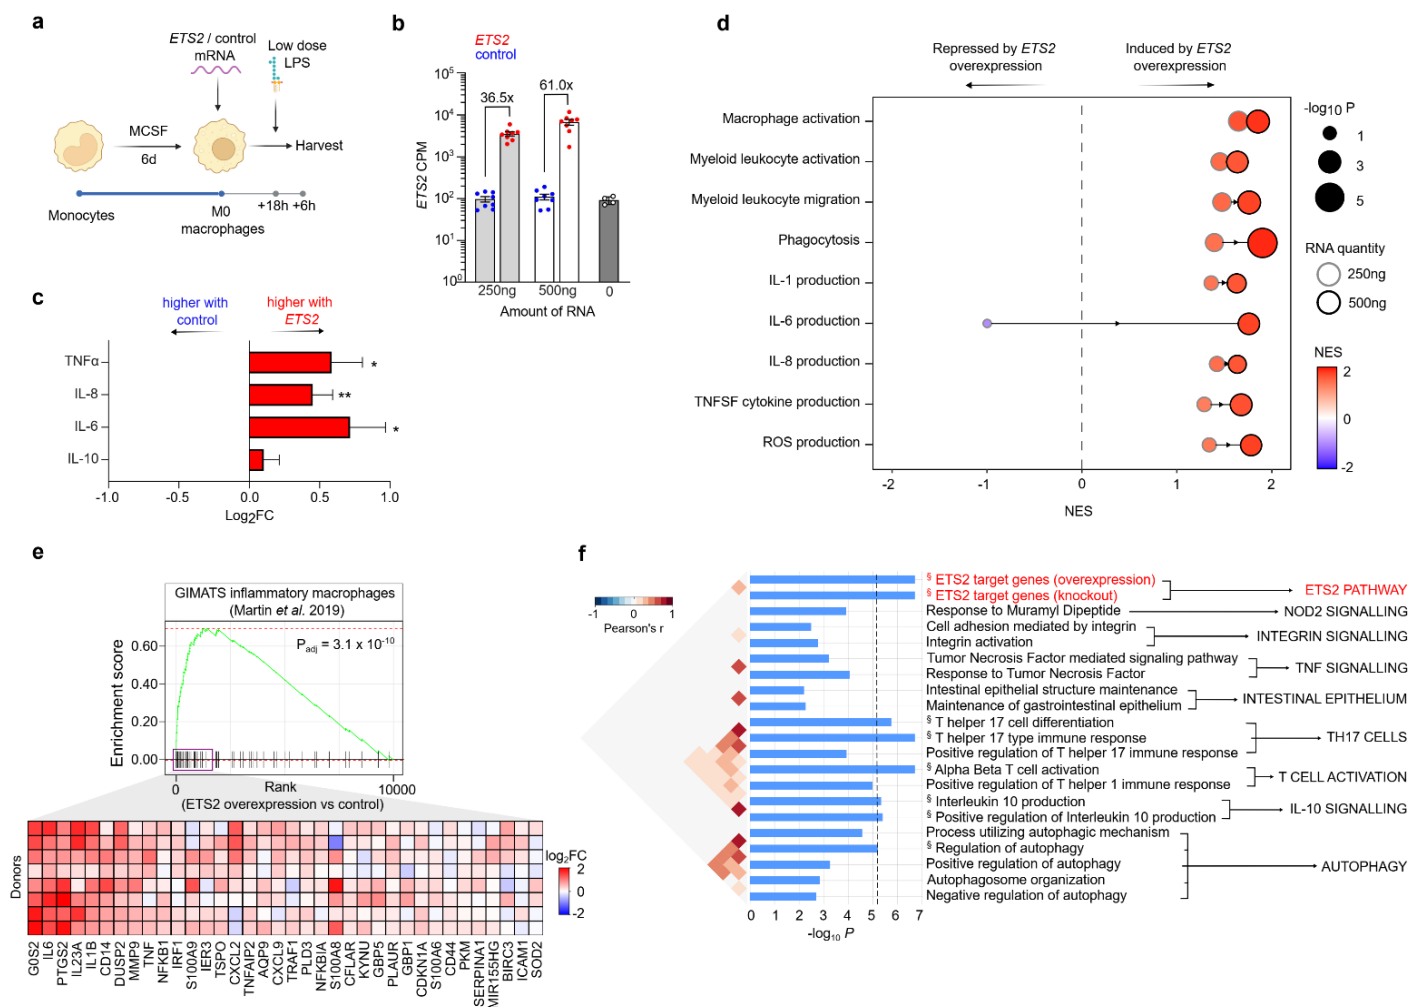 a
ETS2 / control
mRNA
Low dose
LPS
MCSF
6d
Harvest
Monocytes
M0
macrophages
+18h +6h
b
ETS2
control
ETS2 CPM
10⁵
10⁴
10³
10²
10¹
10⁰
36.5x
61.0x
250ng
500ng
0
Amount of RNA
c
higher with
control
higher with
ETS2
TNFα
IL-8
IL-6
IL-10
*
**
*
-1.0
-0.5
0.0
0.5
1.0
Log₂FC
d
Repressed by ETS2
overexpression
Induced by ETS2
overexpression
Macrophage activation
Myeloid leukocyte activation
Myeloid leukocyte migration
Phagocytosis
IL-1 production
IL-6 production
IL-8 production
TNFSF cytokine production
ROS production
-2
-1
0
1
2
NES
-log₁₀ P
1
3
5
RNA quantity
250ng
500ng
NES
2
0
-2
e
GIMATS inflammatory macrophages
(Martin et al. 2019)
Padj = 3.1 x 10⁻¹⁰
Enrichment score
0.60
0.40
0.20
0.00
0
Rank
10000
(ETS2 overexpression vs control)
Donors
log₂FC
2
0
-2
G0S2
IL6
PTGS2
IL23A
IL1B
CD14
DUSP2
MMP9
TNF
NFKB1
IRF1
S100A9
IER3
TSPO
CXCL2
TNFAIP2
AQP9
CXCL9
TRAF1
PLD3
NFKBIA
S100A8
CFLAR
KYNU
GBP5
PLAUR
GBP1
CDKN1A
S100A6
CD44
PKM
SERPINA1
MIR155HG
BIRC3
ICAM1
SOD2
f
-1
0
1
Pearson's r
§ ETS2 target genes (overexpression)
§ ETS2 target genes (knockout)
Response to Muramyl Dipeptide
Cell adhesion mediated by integrin
Integrin activation
Tumor Necrosis Factor mediated signaling pathway
Response to Tumor Necrosis Factor
Intestinal epithelial structure maintenance
Maintenance of gastrointestinal epithelium
§ T helper 17 cell differentiation
§ T helper 17 type immune response
Positive regulation of T helper 17 immune response
§ Alpha Beta T cell activation
Positive regulation of T helper 1 immune response
§ Interleukin 10 production
§ Positive regulation of Interleukin 10 production
Process utilizing autophagic mechanism
§ Regulation of autophagy
Positive regulation of autophagy
Autophagosome organization
Negative regulation of autophagy
ETS2 PATHWAY
NOD2 SIGNALLING
INTEGRIN SIGNALLING
TNF SIGNALLING
INTESTINAL EPITHELIUM
TH17 CELLS
T CELL ACTIVATION
IL-10 SIGNALLING
AUTOPHAGY
0 1 2 3 4 5 6 7
-log₁₀ P